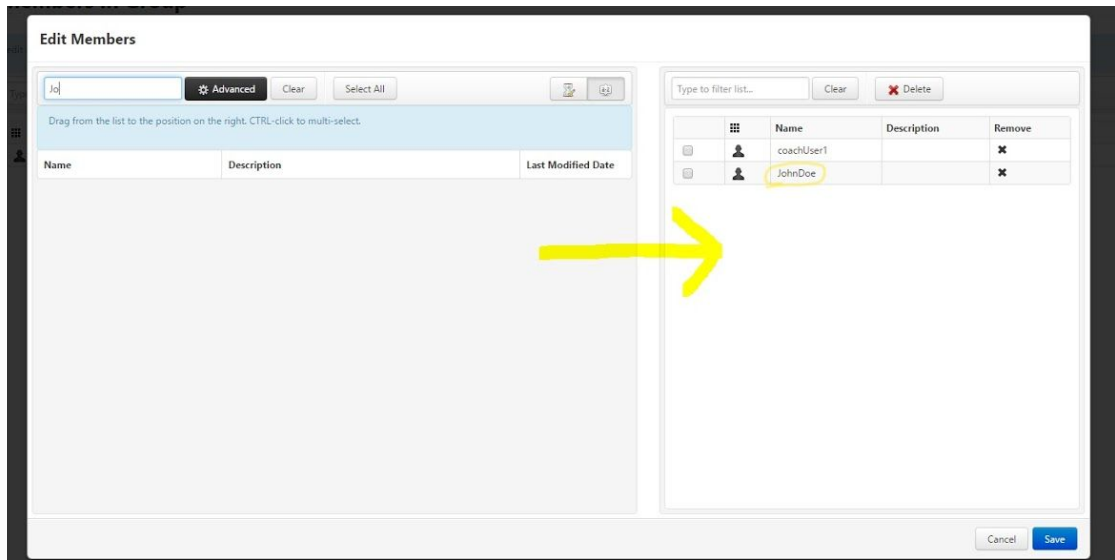 Edit Members
Jo
Advanced
Clear
Select All
Drag from the list to the position on the right. CTRL-click to multi-select.
Name Description Last Modified Date
Type to filter list...
Clear
Delete
Name Description Remove
coachUser1
JohnDoe
Cancel
Save